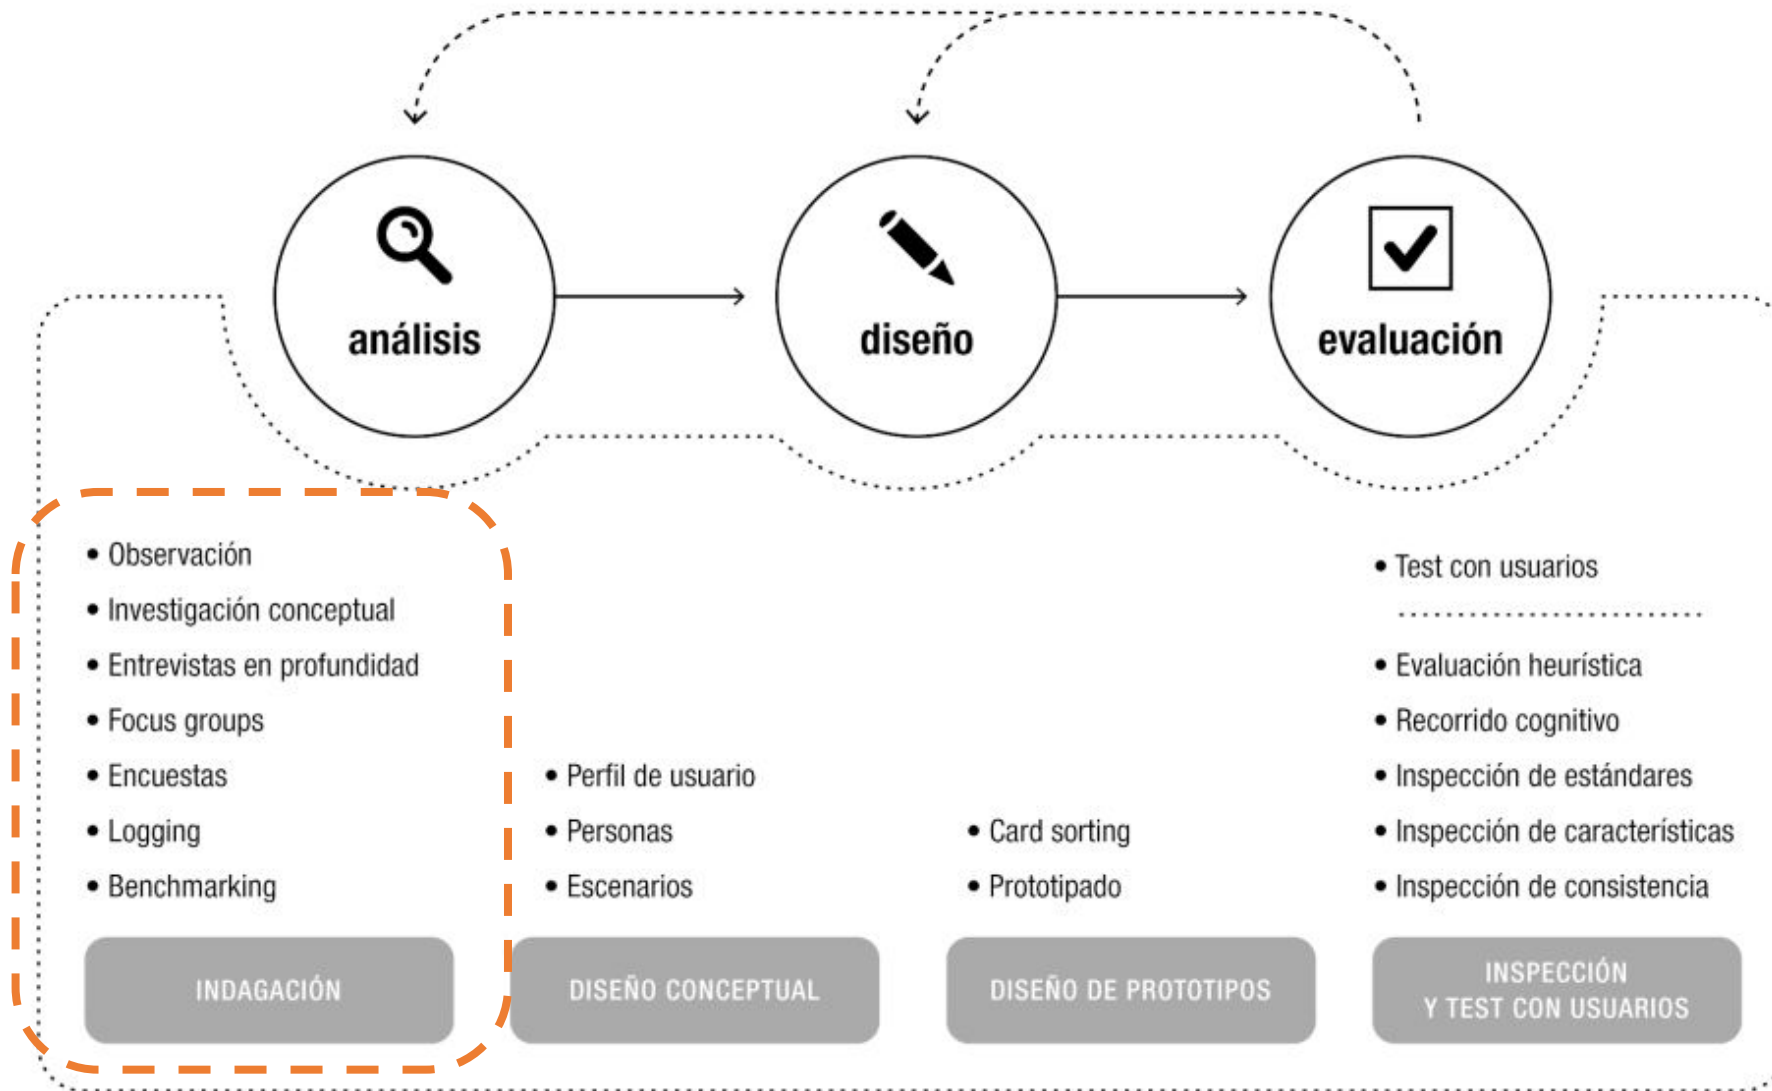 análisis
diseño
evaluación
• Observación
• Investigación conceptual
• Entrevistas en profundidad
• Focus groups
• Encuestas
• Logging
• Benchmarking
INDAGACIÓN
• Perfil de usuario
• Personas
• Escenarios
DISEÑO CONCEPTUAL
• Card sorting
• Prototipado
DISEÑO DE PROTOTIPOS
• Test con usuarios
• Evaluación heurística
• Recorrido cognitivo
• Inspección de estándares
• Inspección de características
• Inspección de consistencia
INSPECCIÓN
Y TEST CON USUARIOS